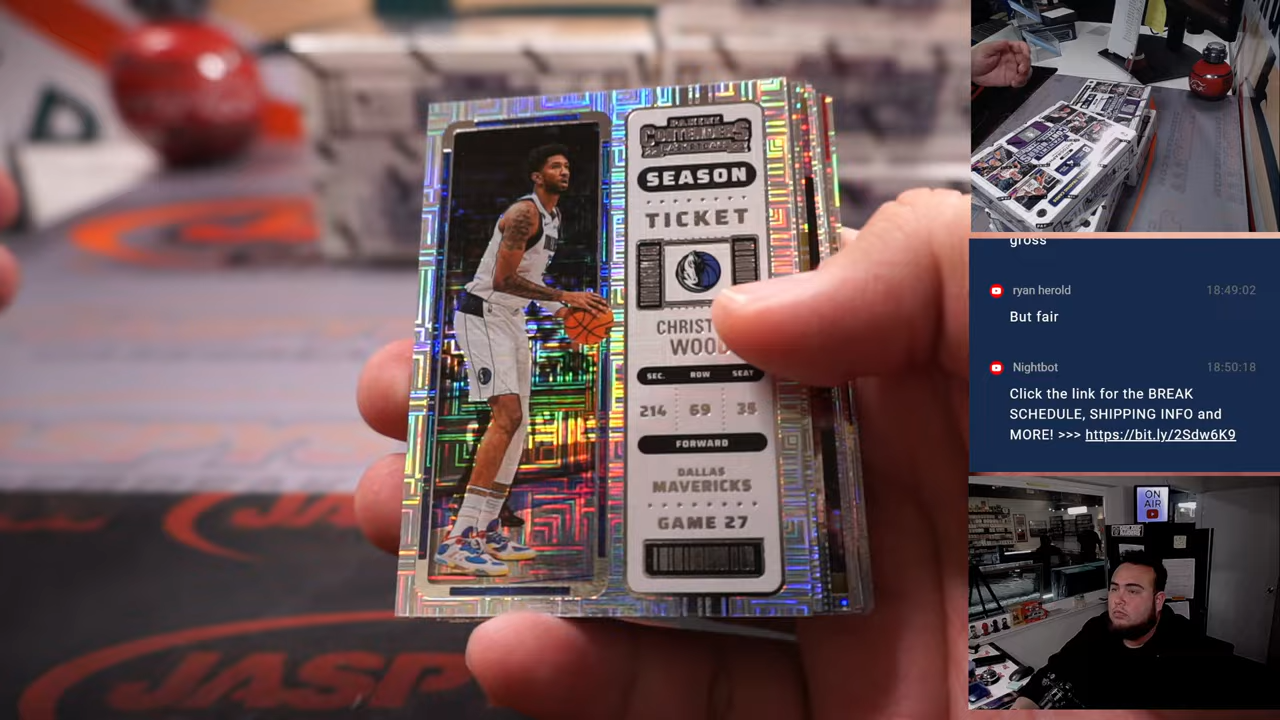 PANINI
CONTENDERS
SEASON
TICKET
CHRIST
WOOD
SEC. ROW SEAT
214 69 35
FORWARD
DALLAS
MAVERICKS
GAME 27
JASP
gross
ryan herold 18:49:02
But fair
Nightbot 18:50:18
Click the link for the BREAK
SCHEDULE, SHIPPING INFO and
MORE! >>> https://bit.ly/2Sdw6K9
ON
AIR